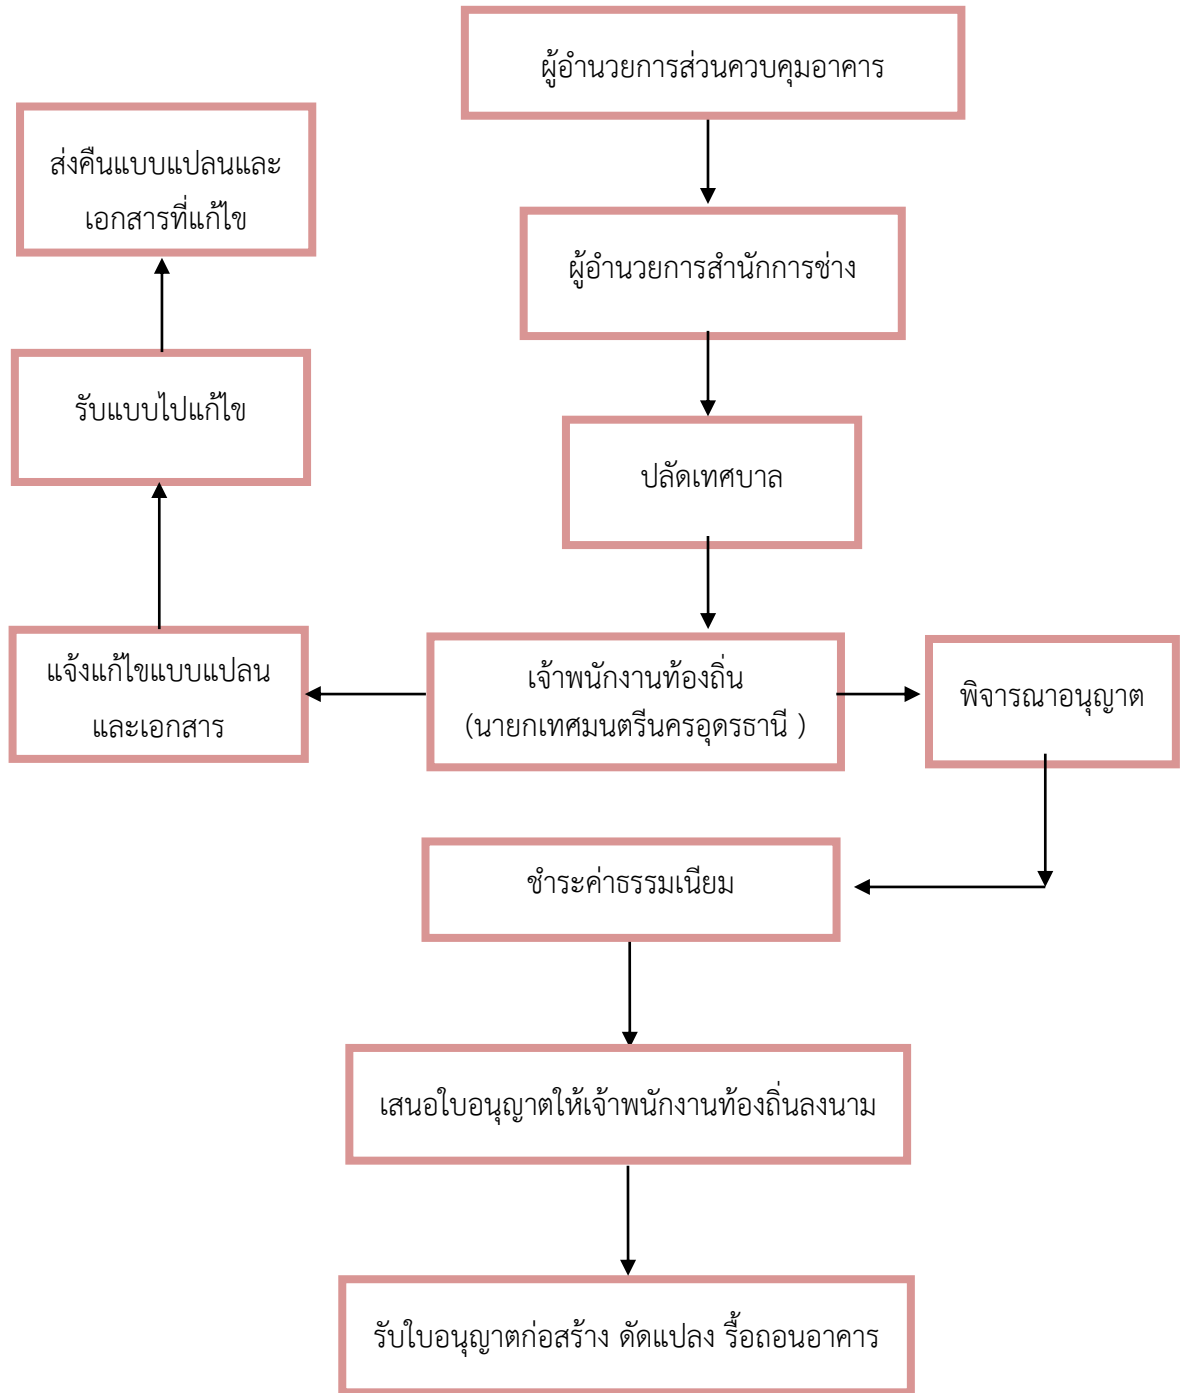 ผู้อำนวยการส่วนควบคุมอาคาร
ส่งคืนแบบแปลนและ
เอกสารที่แก้ไข
ผู้อำนวยการสำนักการช่าง
รับแบบไปแก้ไข
ปลัดเทศบาล
แจ้งแก้ไขแบบแปลน
และเอกสาร
เจ้าพนักงานท้องถิ่น
(นายกเทศมนตรีนครอุดรธานี )
พิจารณาอนุญาต
ชำระค่าธรรมเนียม
เสนอใบอนุญาตให้เจ้าพนักงานท้องถิ่นลงนาม
รับใบอนุญาตก่อสร้าง ดัดแปลง รื้อถอนอาคาร